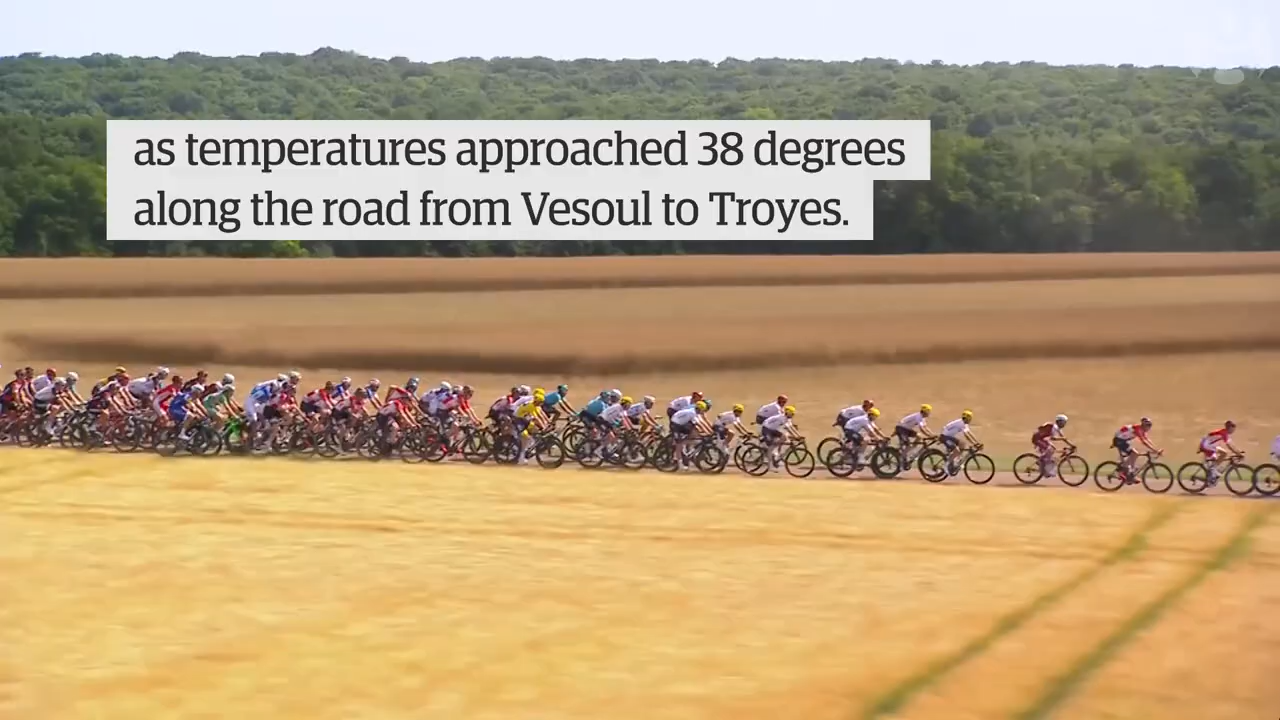 as temperatures approached 38 degrees
along the road from Vesoul to Troyes.